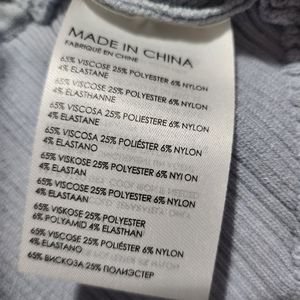 MADE IN CHINA
FABRIQUÉ EN CHINE
65% VISCOSE 25% POLYESTER 6% NYLON
4% ELASTANE
65% VISCOSE 25% POLYESTER 6% NYLON
4% ELASTHANNE
65% VISCOSA 25% POLIÉSTERE 6% NYLON
4% ELASTANE
65% VISCOSA 25% POLIÉSTER 6% NYLON
4% ELASTANO
65% VISKOSE 25% POLYESTER 6% NYLON
4% ELASTAN
65% VISCOSE 25% POLYESTER 6% NYLON
4% ELASTAAN
65% VISKOSE 25% POLYESTER
6% POLYAMID 4% ELASTHAN
65% VISCOSE 25% POLIÉSTER 6% NYLON
4% ELASTANO
65% ВИСКОЗА 25% ПОЛИЭСТЕР